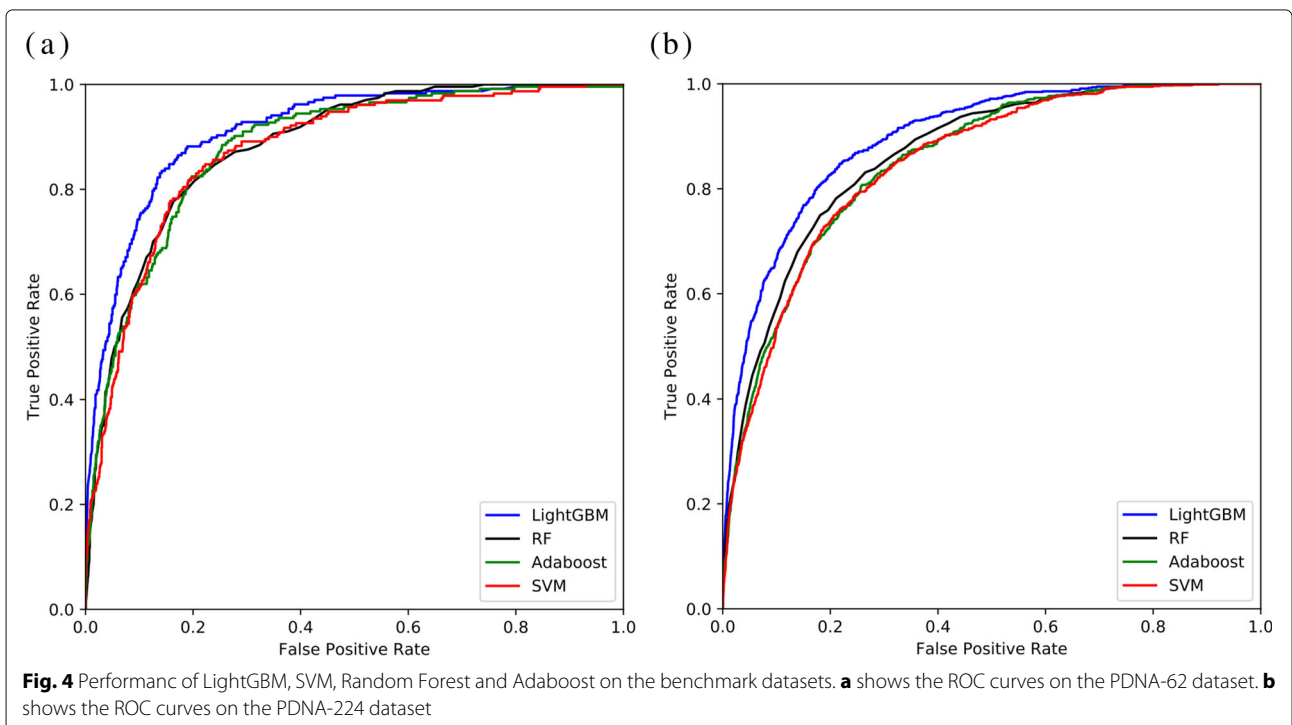 (a)
True Positive Rate
1.0
0.8
0.6
0.4
0.2
0.0
0.0 0.2 0.4 0.6 0.8 1.0
False Positive Rate
LightGBM
RF
Adaboost
SVM
(b)
True Positive Rate
1.0
0.8
0.6
0.4
0.2
0.0
0.0 0.2 0.4 0.6 0.8 1.0
False Positive Rate
LightGBM
RF
Adaboost
SVM
Fig. 4 Performanc of LightGBM, SVM, Random Forest and Adaboost on the benchmark datasets. a shows the ROC curves on the PDNA-62 dataset. b
shows the ROC curves on the PDNA-224 dataset